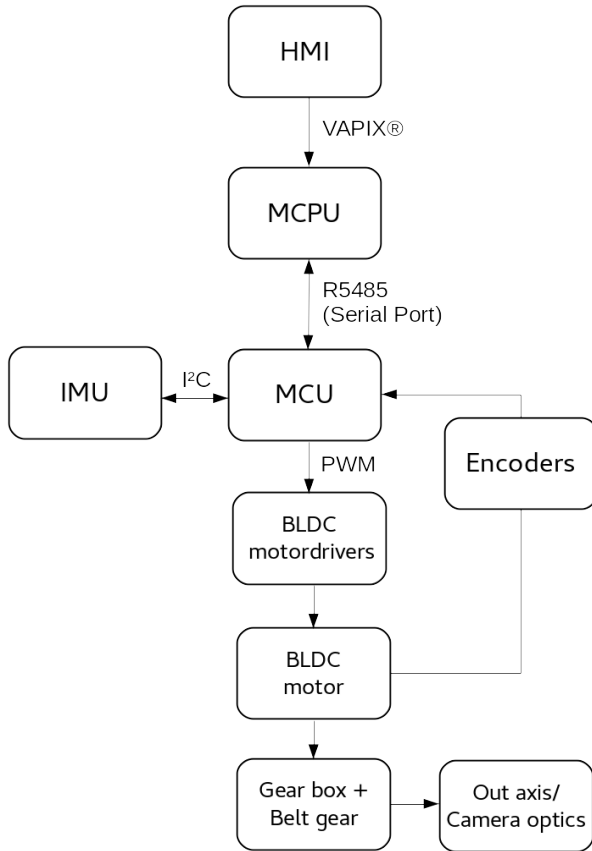 HMI
VAPIX®
MCPU
R5485
(Serial Port)
IMU
I²C
MCU
Encoders
PWM
BLDC
motordrivers
BLDC
motor
Gear box +
Belt gear
Out axis/
Camera optics